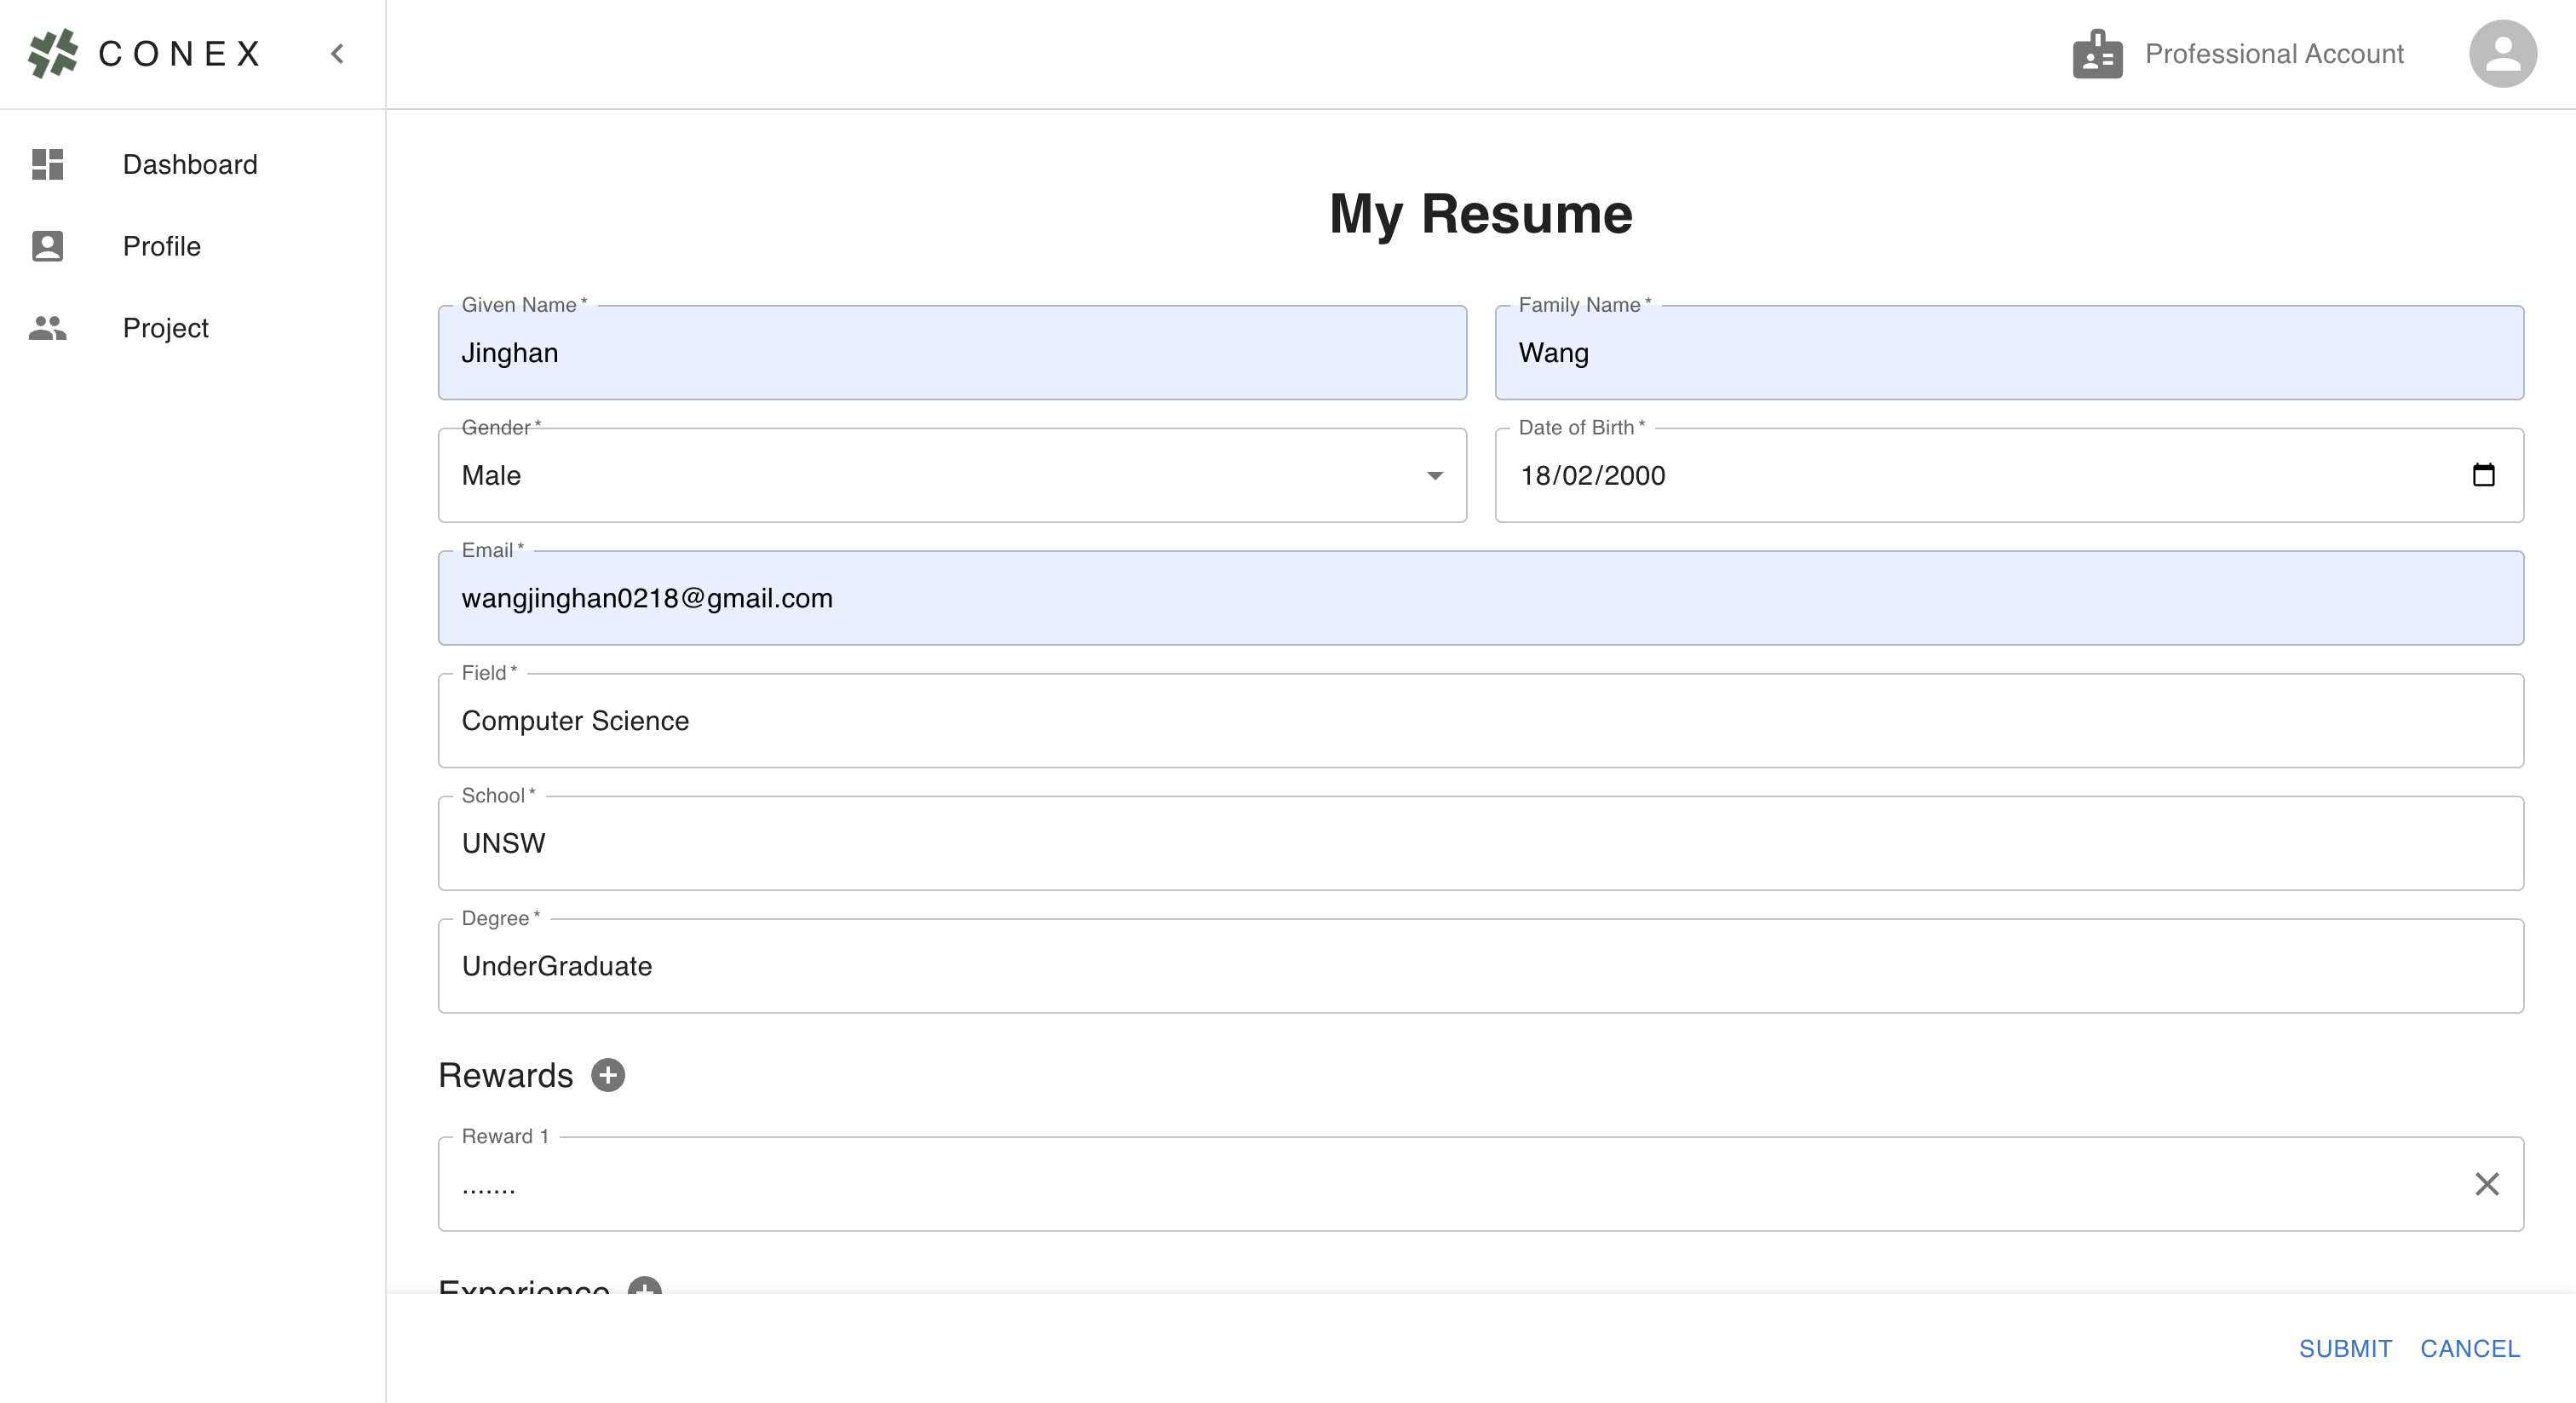 CONEX
Professional Account
Dashboard
Profile
Project
My Resume
Given Name *
Jinghan
Family Name *
Wang
Gender *
Male
Date of Birth *
18/02/2000
Email *
wangjinghan0218@gmail.com
Field *
Computer Science
School *
UNSW
Degree *
UnderGraduate
Rewards
Reward 1
.......
Experience
SUBMIT CANCEL